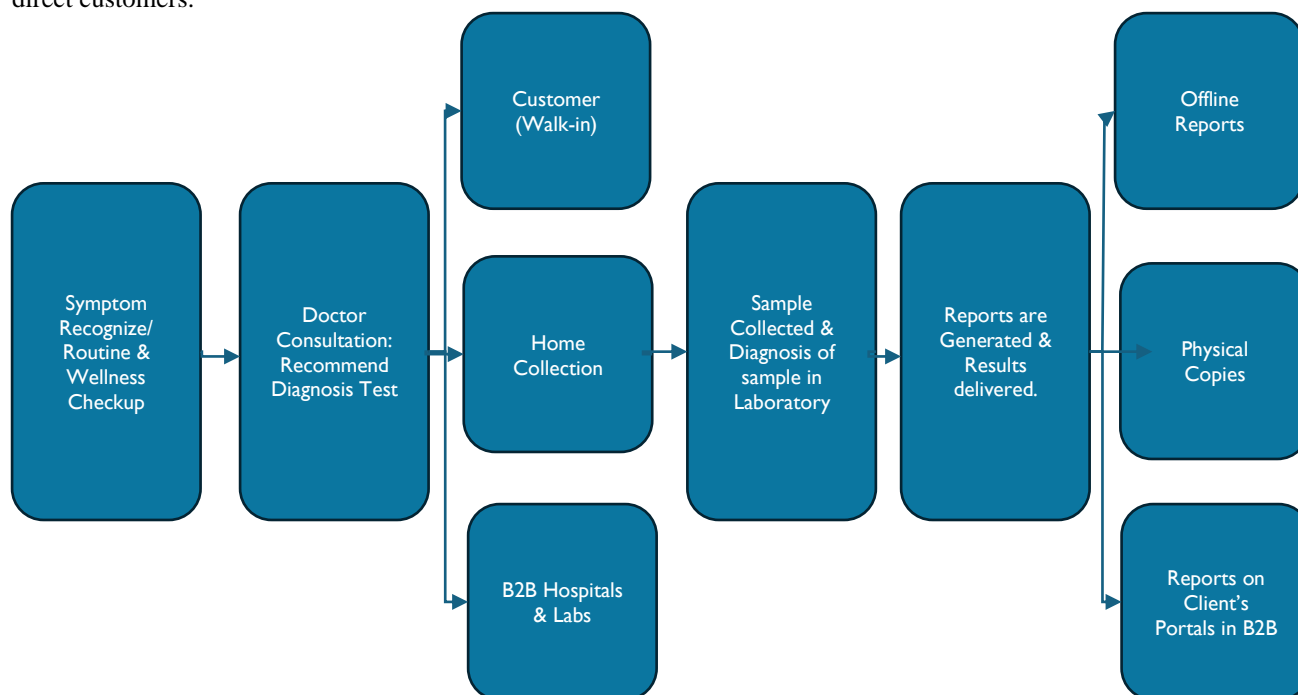 direct customers.
Symptom
Recognize/
Routine &
Wellness
Checkup
Doctor
Consultation:
Recommend
Diagnosis Test
Customer
(Walk-in)
Home
Collection
B2B Hospitals
& Labs
Sample
Collected &
Diagnosis of
sample in
Laboratory
Reports are
Generated &
Results
delivered.
Offline
Reports
Physical
Copies
Reports on
Client’s
Portals in B2B